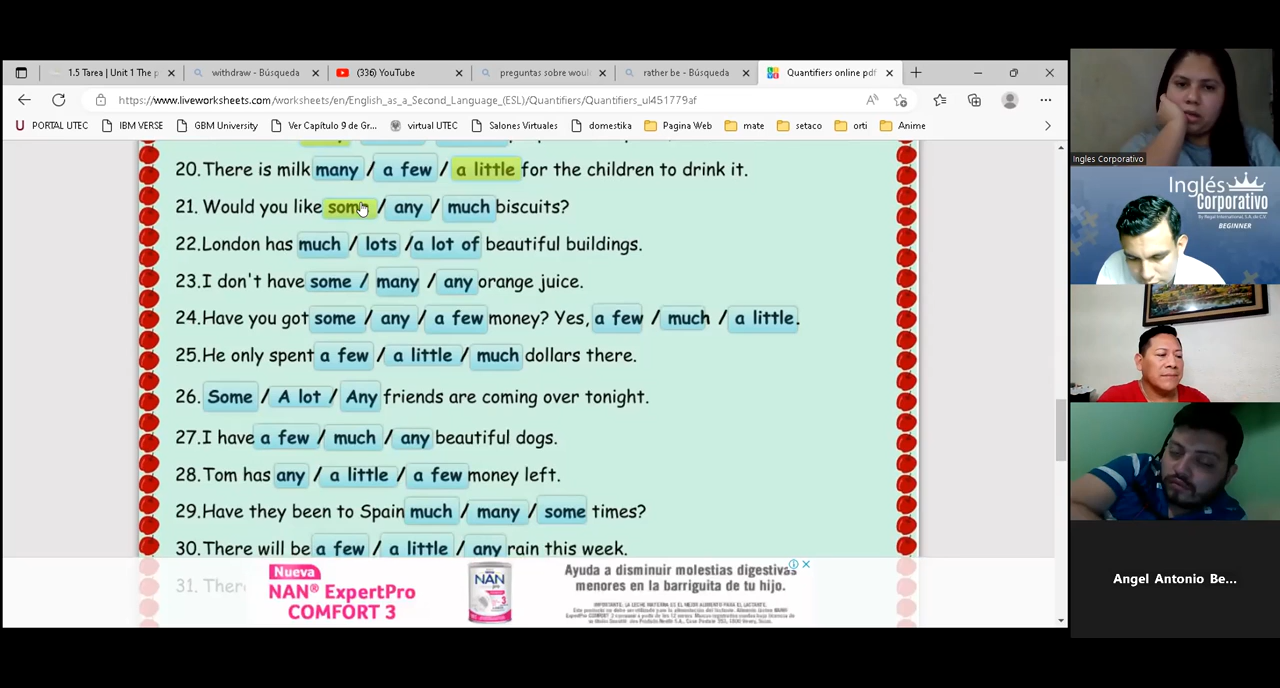 1.5 Tarea | Unit 1 The p
withdraw - Búsqueda
(336) YouTube
preguntas sobre woul
rather be - Búsqueda
Quantifiers online pdf
https://www.liveworksheets.com/worksheets/en/English_as_a_Second_Language_(ESL)/Quantifiers/Quantifiers_ul451779af
PORTAL UTEC
IBM VERSE
GBM University
Ver Capítulo 9 de Gr...
virtual UTEC
Salones Virtuales
domestika
Pagina Web
mate
setaco
orti
Anime
20.There is milk many / a few / a little for the children to drink it.
21. Would you like some / any / much biscuits?
22.London has much / lots /a lot of beautiful buildings.
23.I don't have some / many / any orange juice.
24.Have you got some / any / a few money? Yes, a few / much / a little.
25.He only spent a few / a little / much dollars there.
26. Some / A lot / Any friends are coming over tonight.
27.I have a few / much / any beautiful dogs.
28.Tom has any / a little / a few money left.
29.Have they been to Spain much / many / some times?
30.There will be a few / a little / any rain this week.
31. Ther
Nueva
NAN® ExpertPro
COMFORT 3
NAN
Ayuda a disminuir molestias digestivas
menores en la barriguita de tu hijo.
Ingles Corporativo
Inglés
Corporativo
BEGINNER
Angel Antonio Be...